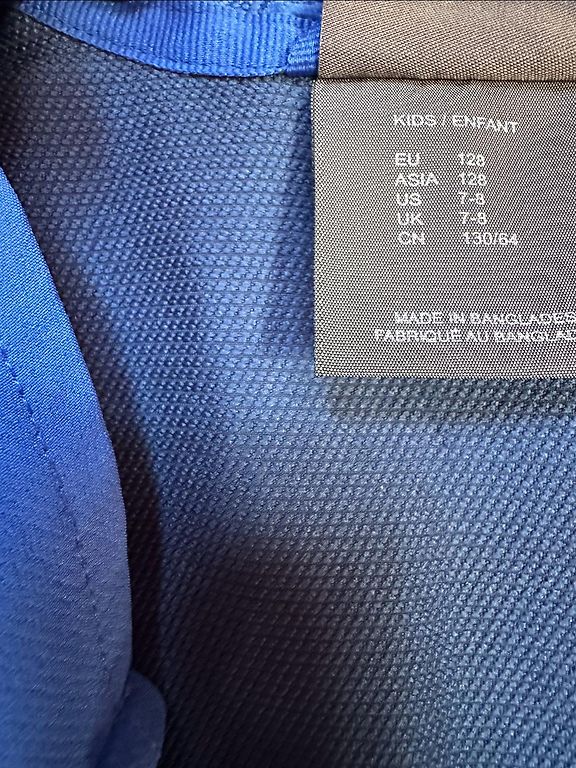 KIDS / ENFANT
EU 128
ASIA 128
US 7-8
UK 7-8
CN 130/64
MADE IN BANGLADES
FABRIQUÉ AU BANGLAD